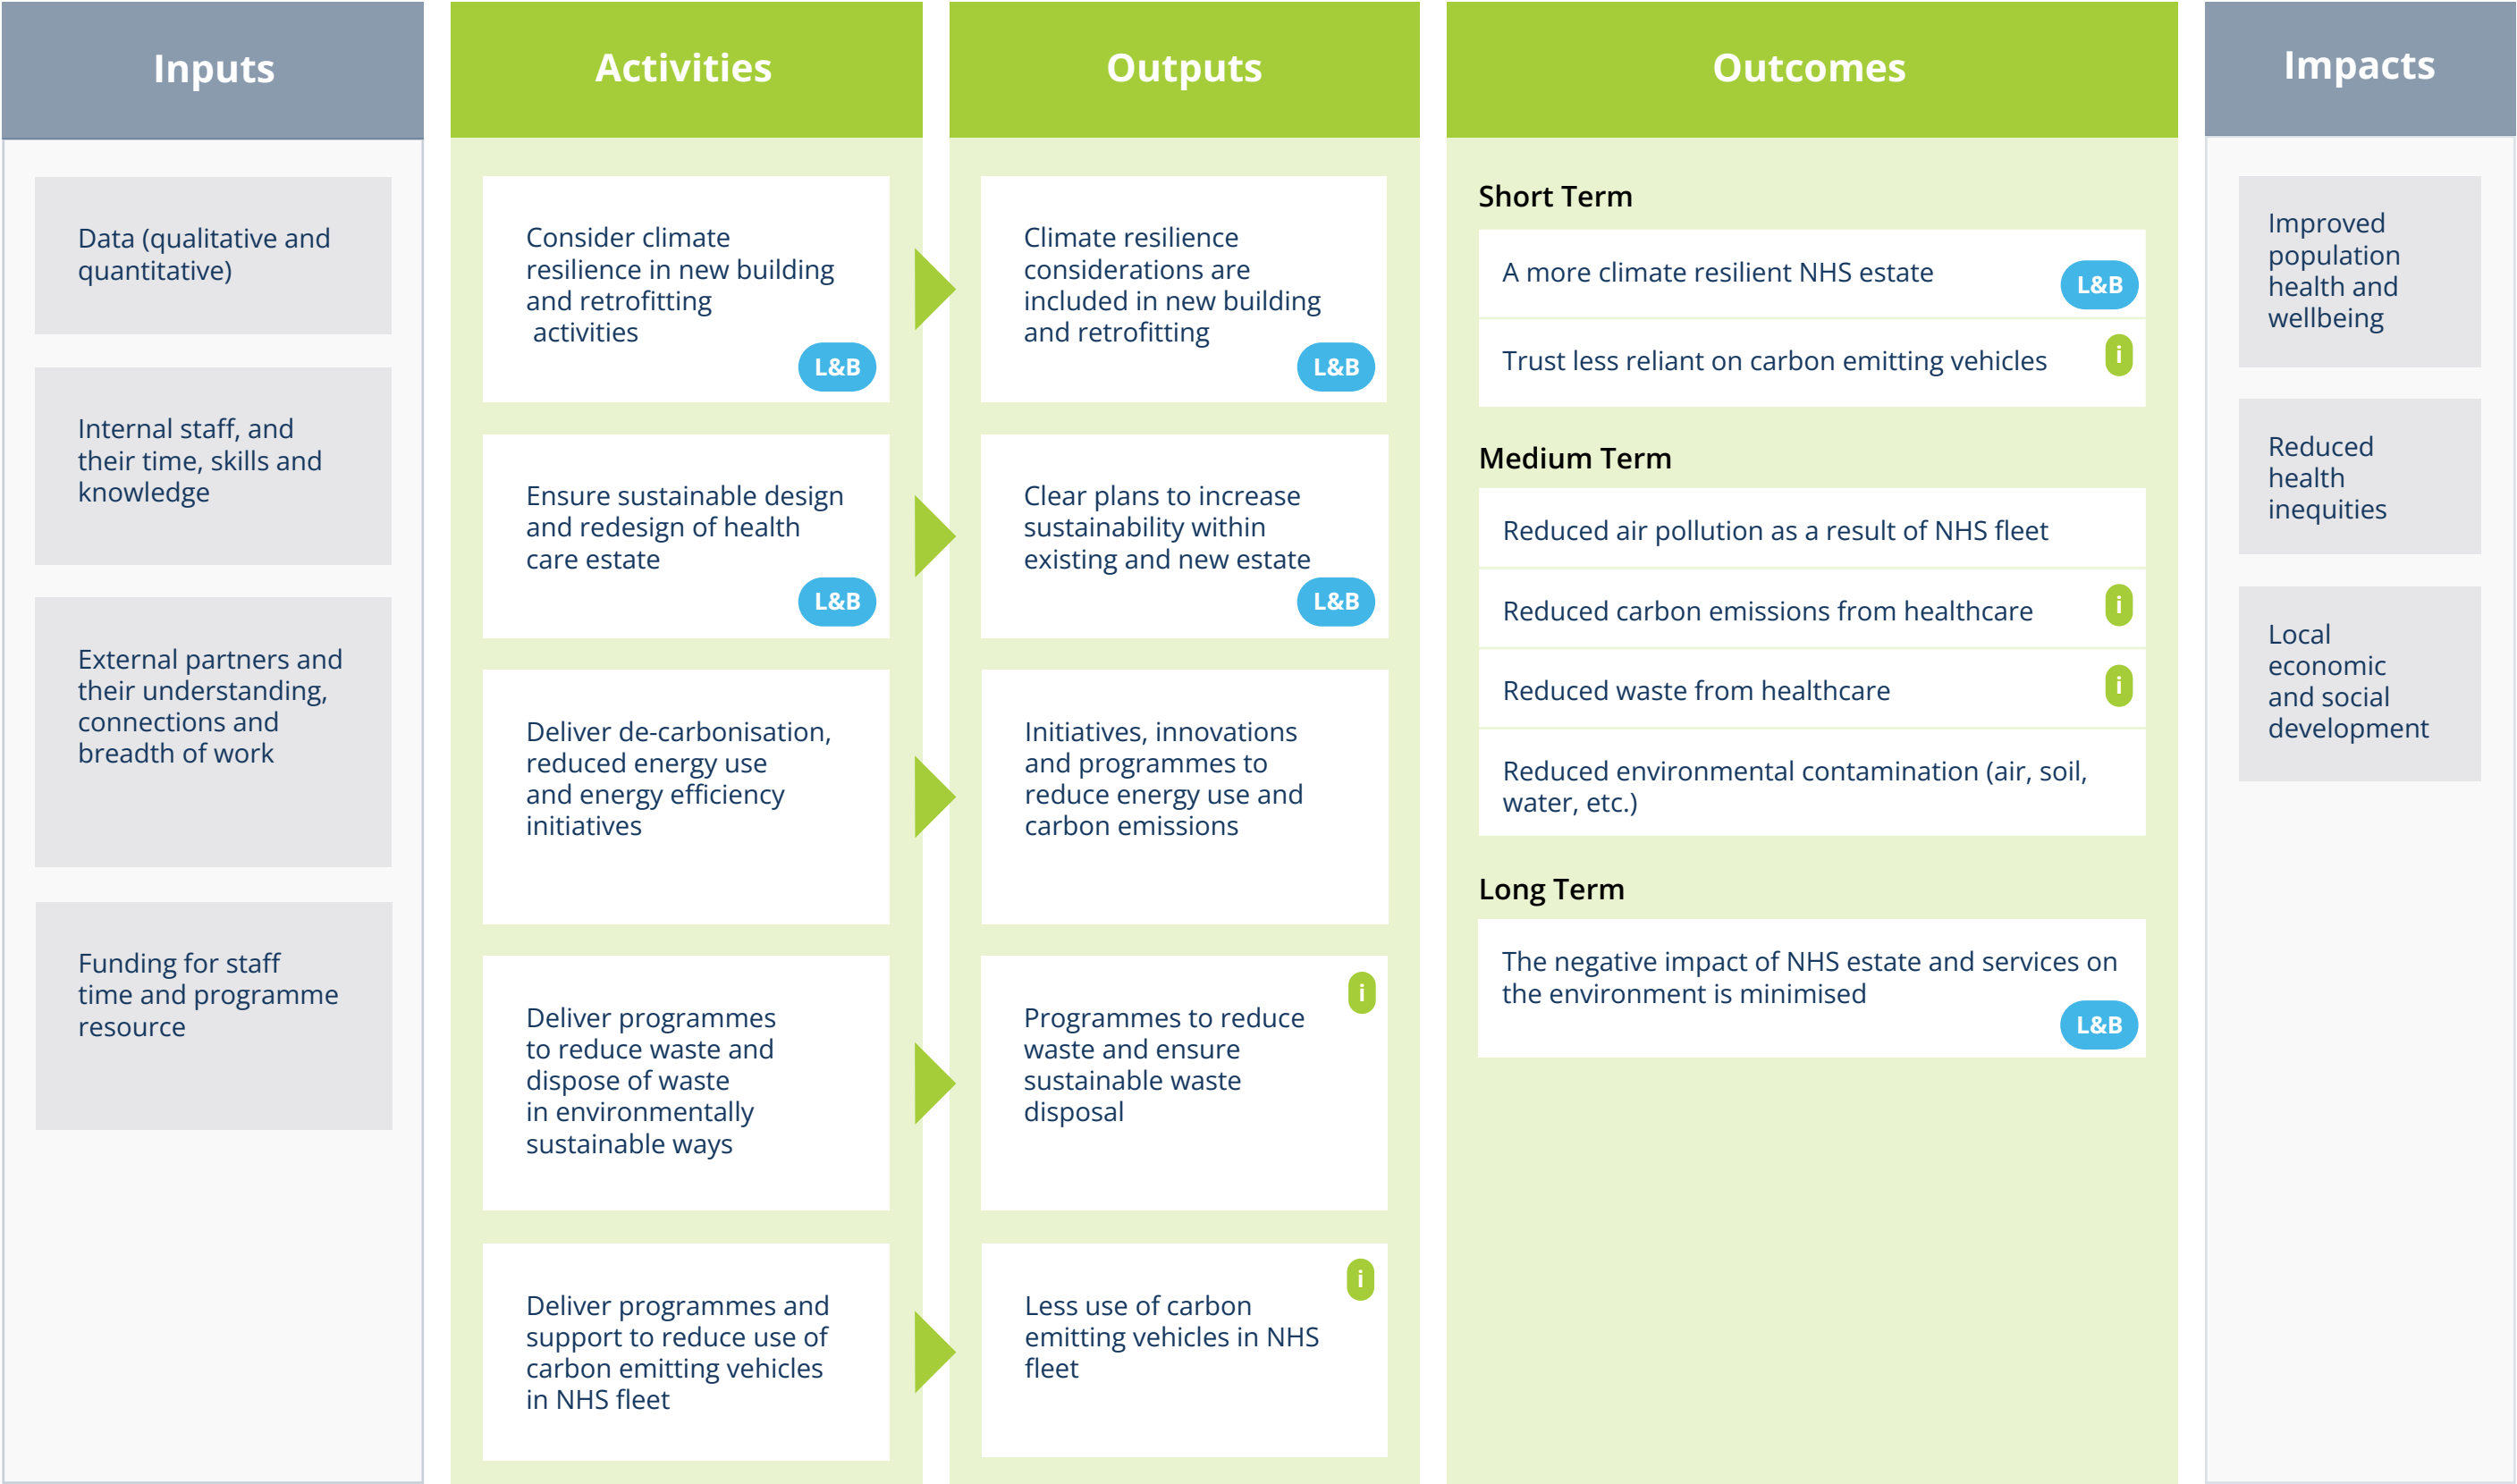 Inputs
Data (qualitative and
quantitative)
Internal staff, and
their time, skills and
knowledge
External partners and
their understanding,
connections and
breadth of work
Funding for staff
time and programme
resource
Activities
Consider climate
resilience in new building
and retrofitting
activities
L&B
Ensure sustainable design
and redesign of health
care estate
L&B
Deliver de-carbonisation,
reduced energy use
and energy efficiency
initiatives
Deliver programmes
to reduce waste and
dispose of waste
in environmentally
sustainable ways
Deliver programmes and
support to reduce use of
carbon emitting vehicles
in NHS fleet
Outputs
Climate resilience
considerations are
included in new building
and retrofitting
L&B
Clear plans to increase
sustainability within
existing and new estate
L&B
Initiatives, innovations
and programmes to
reduce energy use and
carbon emissions
i
Programmes to reduce
waste and ensure
sustainable waste
disposal
i
Less use of carbon
emitting vehicles in NHS
fleet
Outcomes
Short Term
A more climate resilient NHS estate
L&B
Trust less reliant on carbon emitting vehicles
i
Medium Term
Reduced air pollution as a result of NHS fleet
Reduced carbon emissions from healthcare
i
Reduced waste from healthcare
i
Reduced environmental contamination (air, soil,
water, etc.)
Long Term
The negative impact of NHS estate and services on
the environment is minimised
L&B
Impacts
Improved
population
health and
wellbeing
Reduced
health
inequities
Local
economic
and social
development